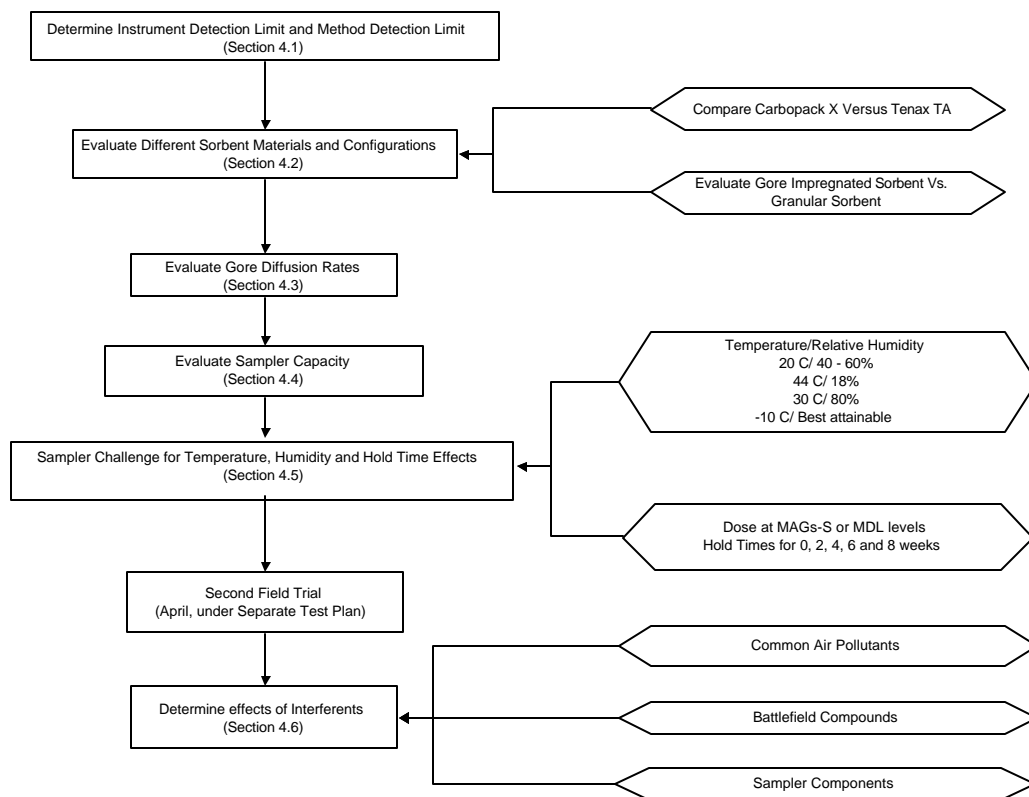 Determine Instrument Detection Limit and Method Detection Limit
(Section 4.1)
Compare Carbopack X Versus Tenax TA
Evaluate Different Sorbent Materials and Configurations
(Section 4.2)
Evaluate Gore Impregnated Sorbent Vs.
Granular Sorbent
Evaluate Gore Diffusion Rates
(Section 4.3)
Evaluate Sampler Capacity
(Section 4.4)
Temperature/Relative Humidity
20 C/ 40 - 60%
44 C/ 18%
30 C/ 80%
-10 C/ Best attainable
Sampler Challenge for Temperature, Humidity and Hold Time Effects
(Section 4.5)
Dose at MAGs-S or MDL levels
Hold Times for 0, 2, 4, 6 and 8 weeks
Second Field Trial
(April, under Separate Test Plan)
Common Air Pollutants
Determine effects of Interferents
(Section 4.6)
Battlefield Compounds
Sampler Components